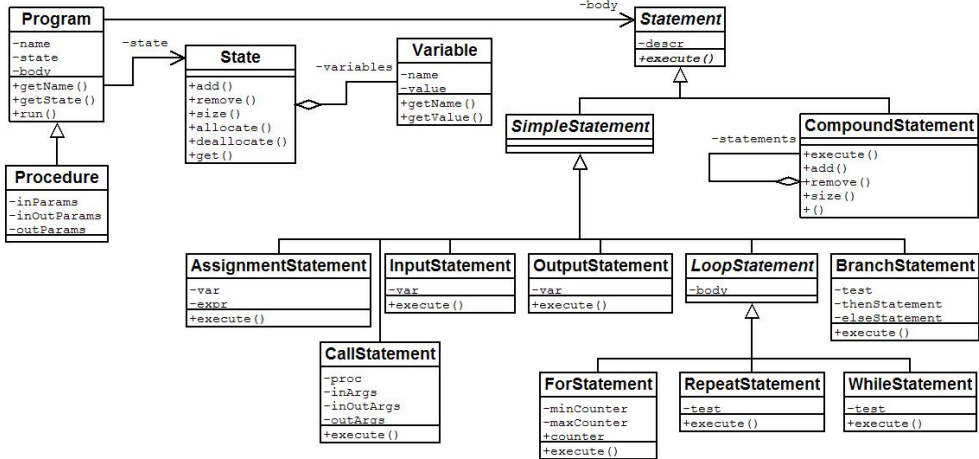 Program
-name
-state
-body
+getName()
+getState()
+run()
-body
-state
State
+add()
+remove()
+size()
+allocate()
+deallocate()
+get()
-variables
Variable
-name
-value
+getName()
+getValue()
Statement
-descr
+execute()
Procedure
-inParams
-inOutParams
-outParams
SimpleStatement
-statements
CompoundStatement
+execute()
+add()
+remove()
+size()
+()
AssignmentStatement
-var
-expr
+execute()
InputStatement
-var
+execute()
OutputStatement
-var
+execute()
LoopStatement
-body
BranchStatement
-test
-thenStatement
-elseStatement
+execute()
CallStatement
-proc
-inArgs
-inOutArgs
-outArgs
+execute()
ForStatement
-minCounter
-maxCounter
+counter
+execute()
RepeatStatement
-test
+execute()
WhileStatement
-test
+execute()